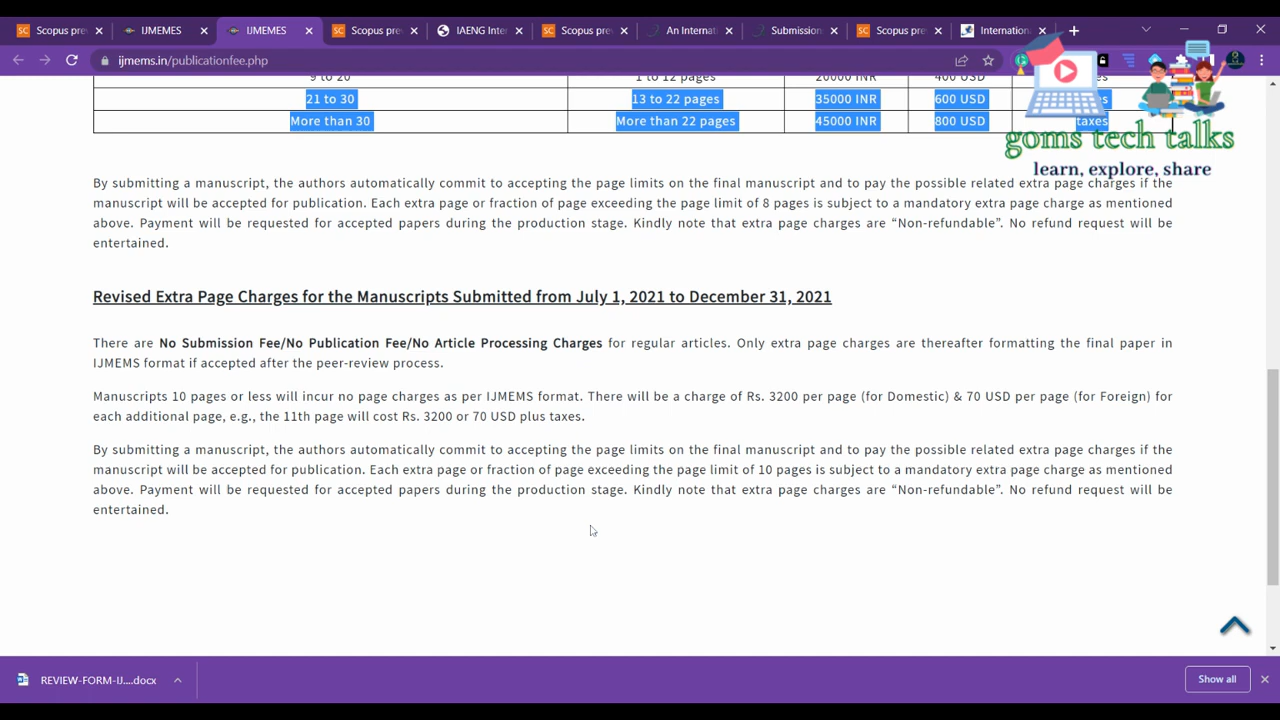 Scopus pre
IJMEMES
IJMEMES
Scopus pre
IAENG Inter
Scopus pre
An Internati
Submission
Scopus pre
Internation
ijmems.in/publicationfee.php
9 to 20 1 to 12 pages 20000 INR 400 USD
21 to 30 13 to 22 pages 35000 INR 600 USD
More than 30 More than 22 pages 45000 INR 800 USD taxes
goms tech talks
learn, explore, share
By submitting a manuscript, the authors automatically commit to accepting the page limits on the final manuscript and to pay the possible related extra page charges if the
manuscript will be accepted for publication. Each extra page or fraction of page exceeding the page limit of 8 pages is subject to a mandatory extra page charge as mentioned
above. Payment will be requested for accepted papers during the production stage. Kindly note that extra page charges are “Non-refundable”. No refund request will be
entertained.
Revised Extra Page Charges for the Manuscripts Submitted from July 1, 2021 to December 31, 2021
There are No Submission Fee/No Publication Fee/No Article Processing Charges for regular articles. Only extra page charges are thereafter formatting the final paper in
IJMEMS format if accepted after the peer-review process.
Manuscripts 10 pages or less will incur no page charges as per IJMEMS format. There will be a charge of Rs. 3200 per page (for Domestic) & 70 USD per page (for Foreign) for
each additional page, e.g., the 11th page will cost Rs. 3200 or 70 USD plus taxes.
By submitting a manuscript, the authors automatically commit to accepting the page limits on the final manuscript and to pay the possible related extra page charges if the
manuscript will be accepted for publication. Each extra page or fraction of page exceeding the page limit of 10 pages is subject to a mandatory extra page charge as mentioned
above. Payment will be requested for accepted papers during the production stage. Kindly note that extra page charges are “Non-refundable”. No refund request will be
entertained.
REVIEW-FORM-IJ....docx
Show all